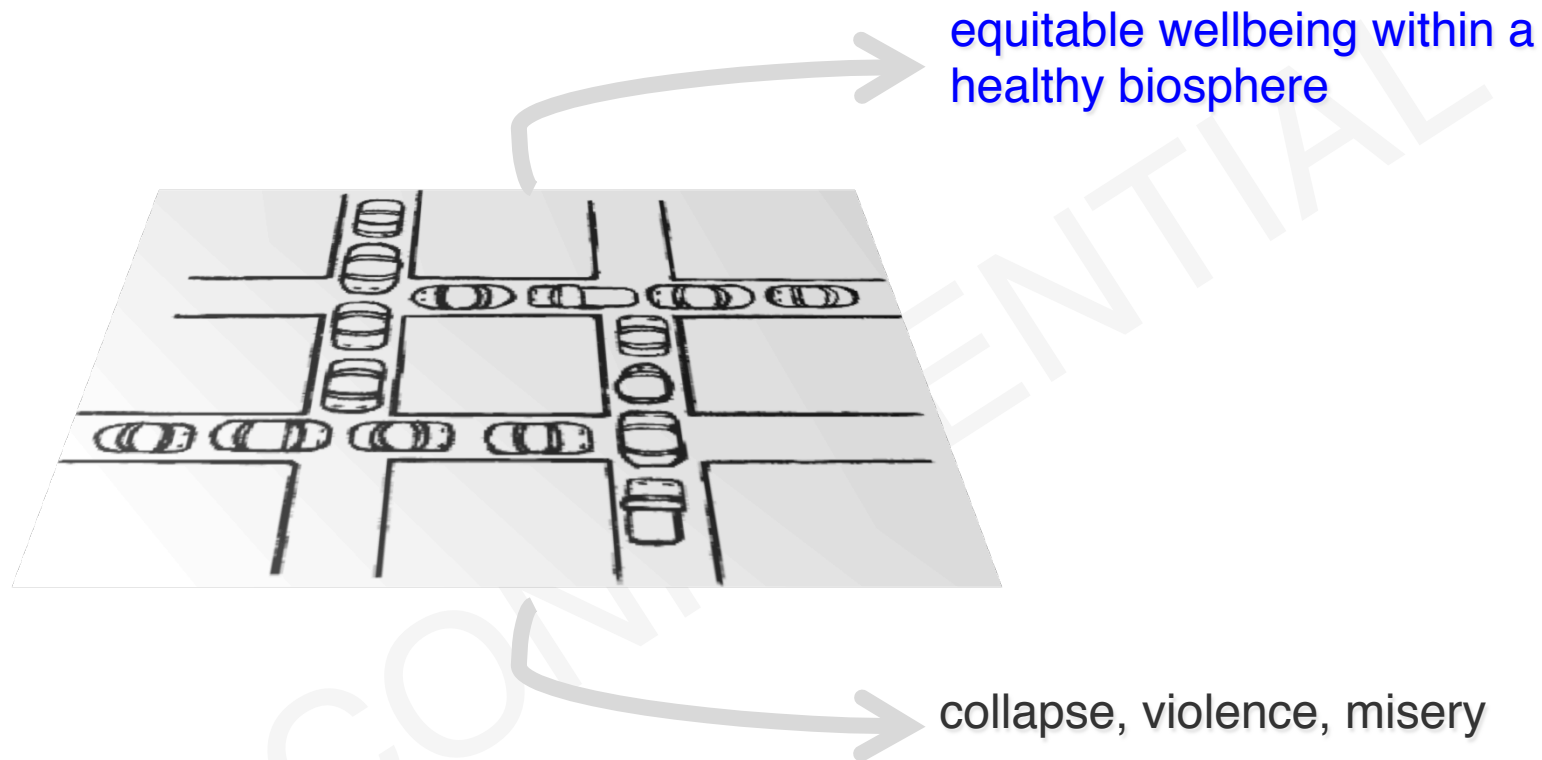 equitable wellbeing within a
healthy biosphere
CONFIDENTIAL
collapse, violence, misery